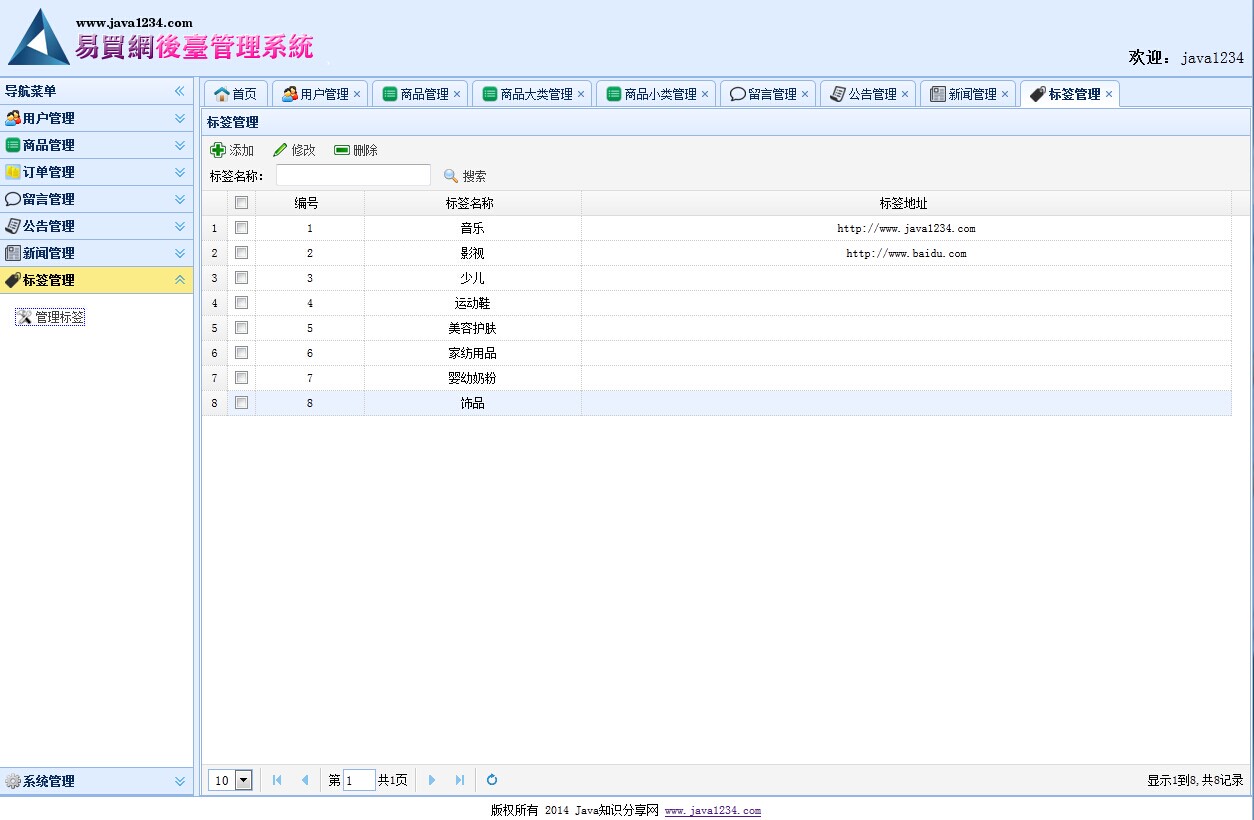 www.java1234.com
易買網後臺管理系統
欢迎： java1234
导航菜单
用户管理
商品管理
订单管理
留言管理
公告管理
新闻管理
标签管理
管理标签
系统管理
首页 用户管理 商品管理 商品大类管理 商品小类管理 留言管理 公告管理 新闻管理 标签管理
标签管理
添加 修改 删除
标签名称： 搜索
编号 标签名称 标签地址
1 1 音乐 http://www.java1234.com
2 2 影视 http://www.baidu.com
3 3 少儿
4 4 运动鞋
5 5 美容护肤
6 6 家纺用品
7 7 婴幼奶粉
8 8 饰品
10 第 1 共1页 显示1到8,共8记录
版权所有 2014 Java知识分享网 www.java1234.com